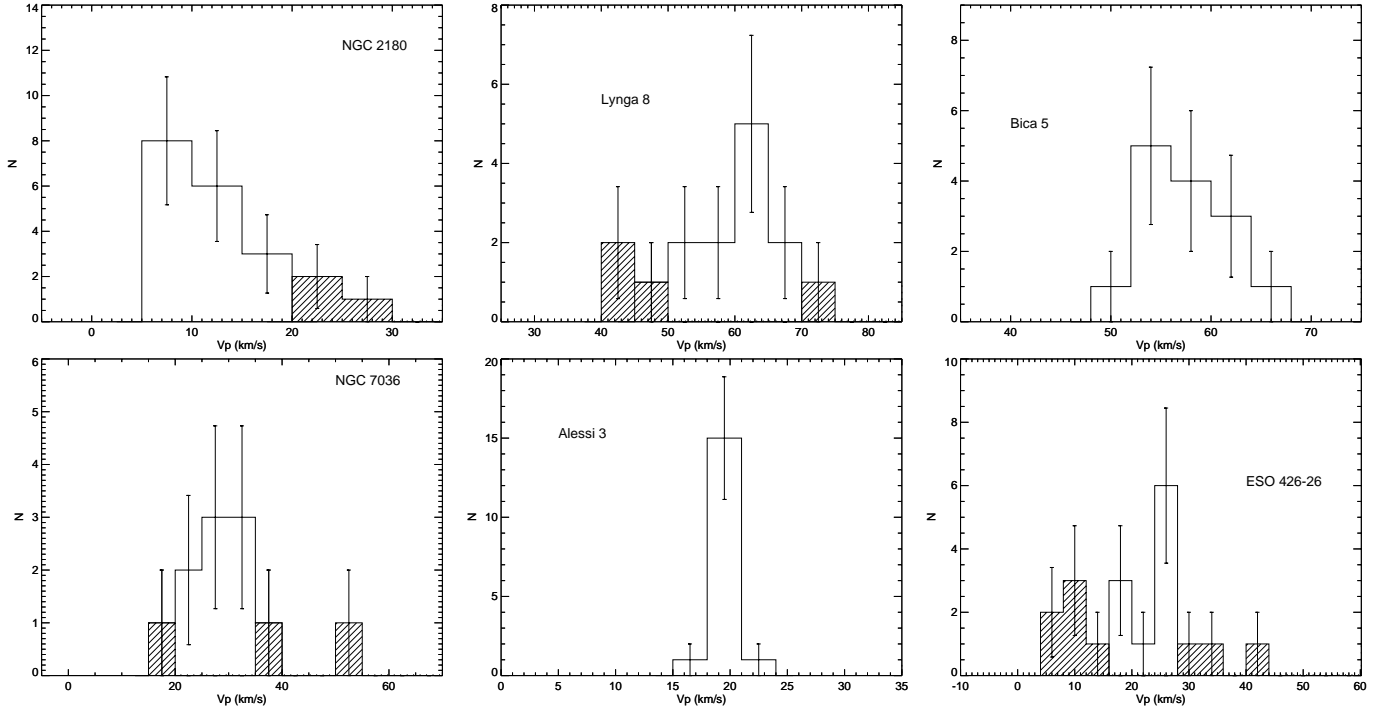 NGC 2180
N
14
12
10
8
6
4
2
0
0 10 20 30
Vp (km/s)
Lynga 8
N
8
6
4
2
0
30 40 50 60 70 80
Vp (km/s)
Bica 5
N
8
6
4
2
0
40 50 60 70
Vp (km/s)
NGC 7036
N
6
5
4
3
2
1
0
0 20 40 60
Vp (km/s)
Alessi 3
N
20
15
10
5
0
0 5 10 15 20 25 30 35
Vp (km/s)
ESO 426-26
N
10
8
6
4
2
0
-10 0 10 20 30 40 50 60
Vp (km/s)